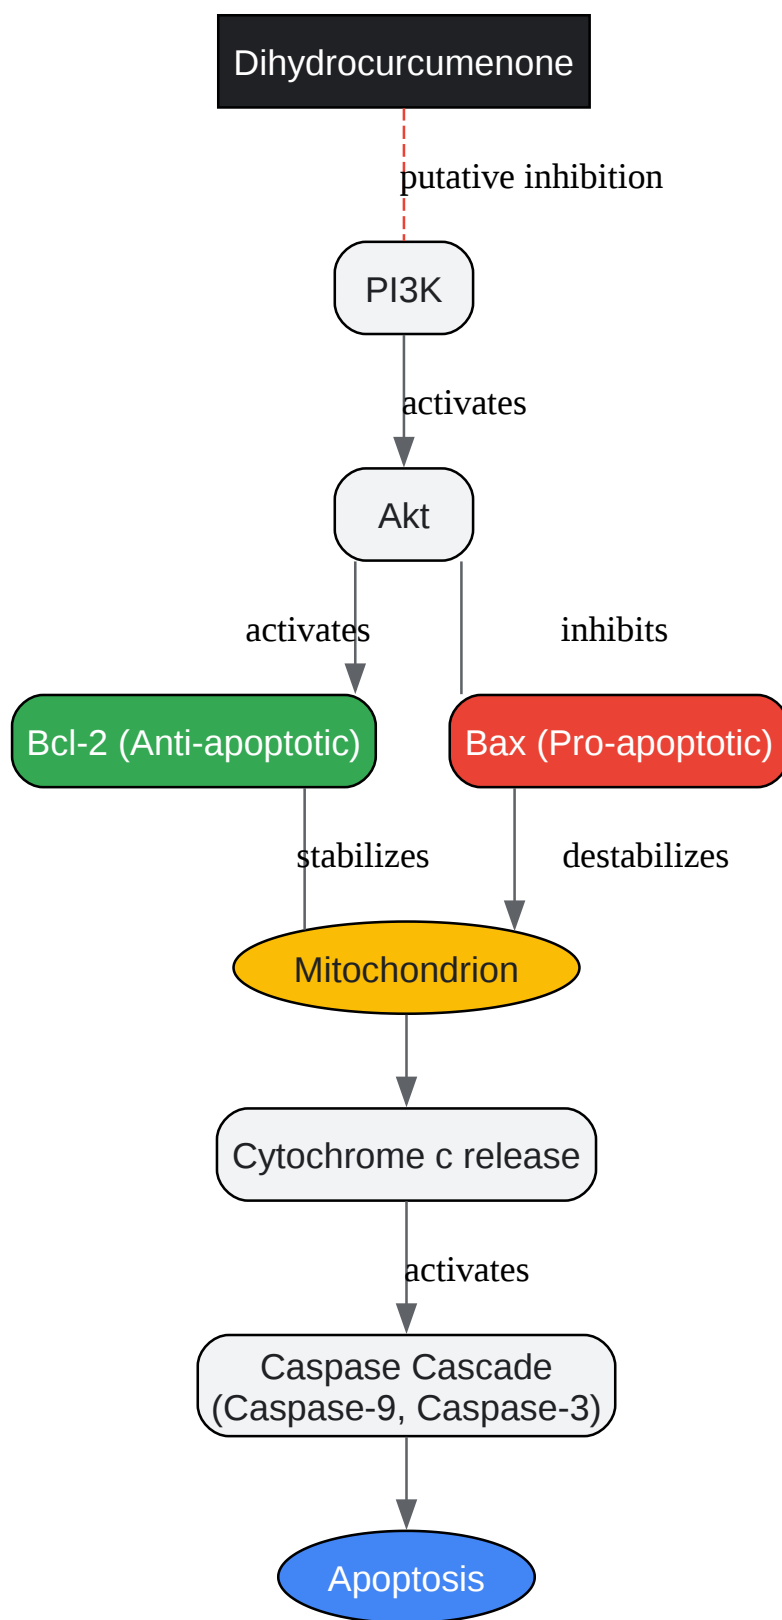 Dihydrocurcumenone
putative inhibition
PI3K
activates
Akt
activates
inhibits
Bcl-2 (Anti-apoptotic)
Bax (Pro-apoptotic)
stabilizes
destabilizes
Mitochondrion
Cytochrome c release
activates
Caspase Cascade
(Caspase-9, Caspase-3)
Apoptosis